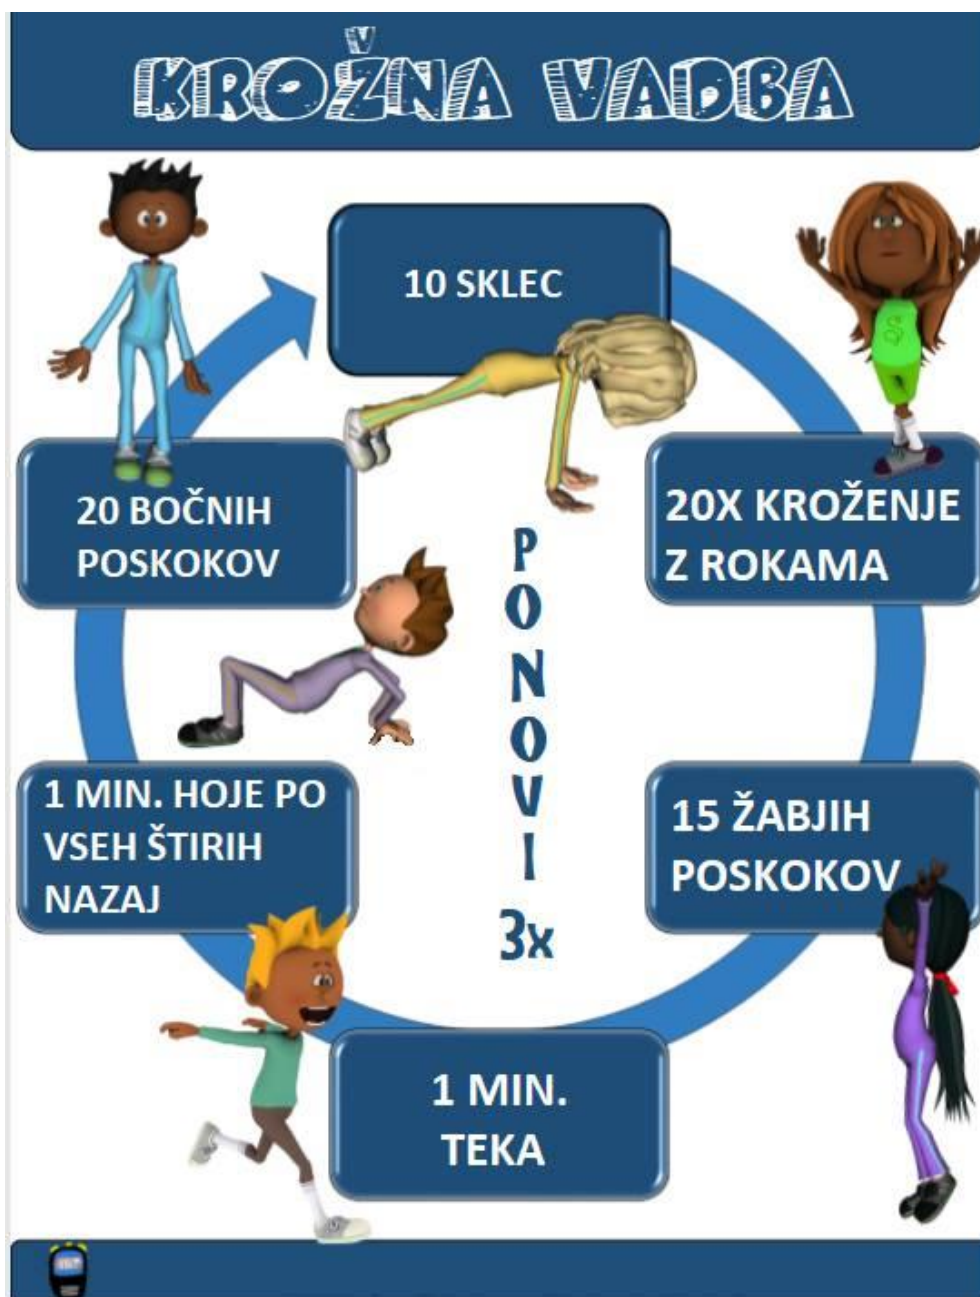 KROŽNA VADBA
10 SKLEC
20X KROŽENJE
Z ROKAMA
15 ŽABJIH
POSKOKOV
1 MIN.
TEKA
1 MIN. HOJE PO
VSEH ŠTIRIH
NAZAJ
20 BOČNIH
POSKOKOV
PONOVI
3x